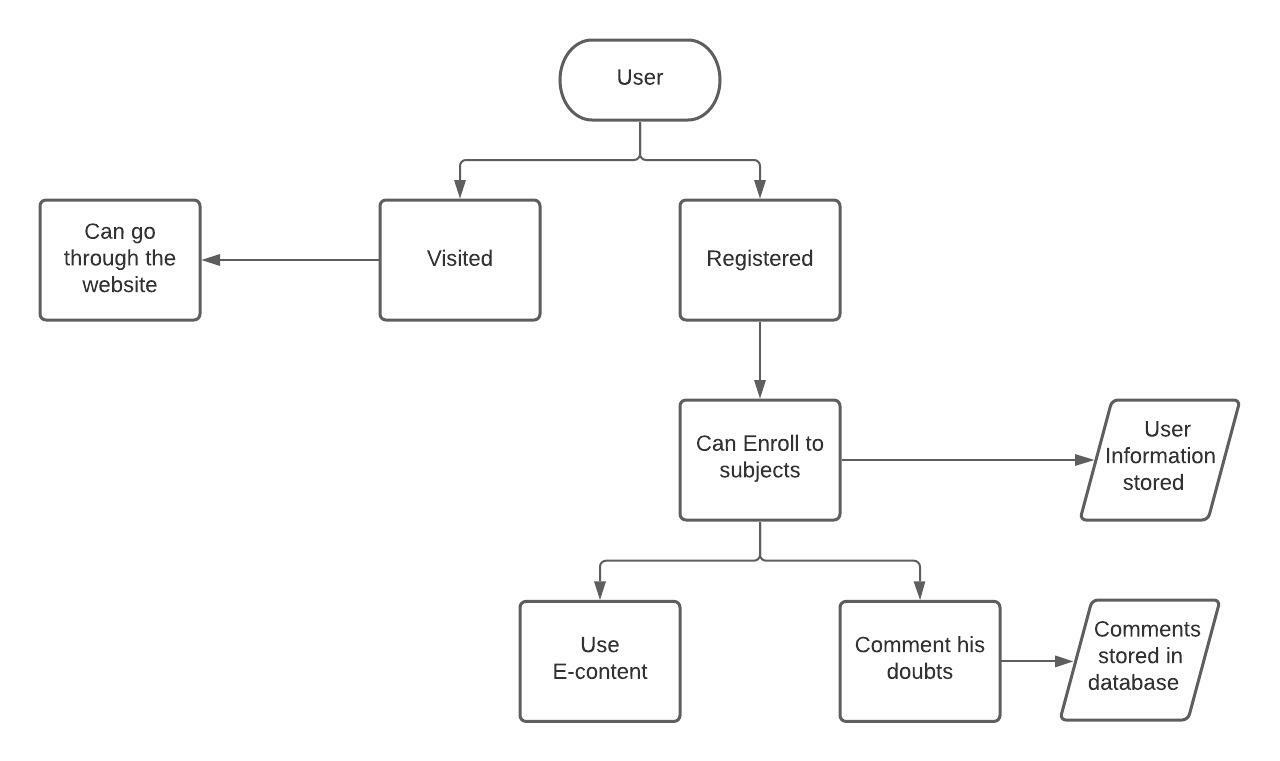 User
Can go
through the
website
Visited
Registered
Can Enroll to
subjects
User
Information
stored
Use
E-content
Comment his
doubts
Comments
stored in
database